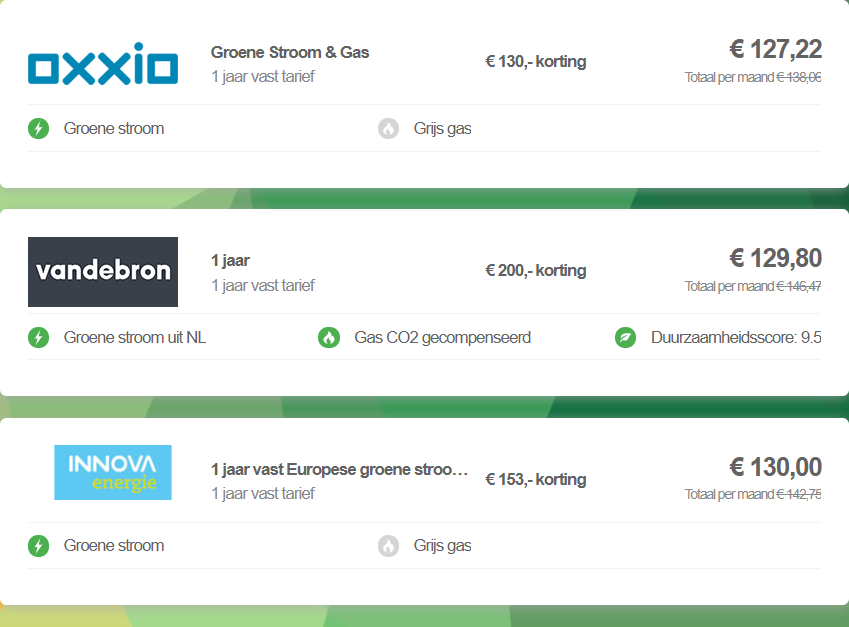 oxxio
Groene Stroom & Gas
1 jaar vast tarief
€ 130,- korting
€ 127,22
Totaal per maand € 138,06
Groene stroom
Grijs gas
vandebron
1 jaar
1 jaar vast tarief
€ 200,- korting
€ 129,80
Totaal per maand € 146,47
Groene stroom uit NL
Gas CO2 gecompenseerd
Duurzaamheidsscore: 9.5
INNOVA
energie
1 jaar vast Europese groene stroo…
1 jaar vast tarief
€ 153,- korting
€ 130,00
Totaal per maand € 142,75
Groene stroom
Grijs gas